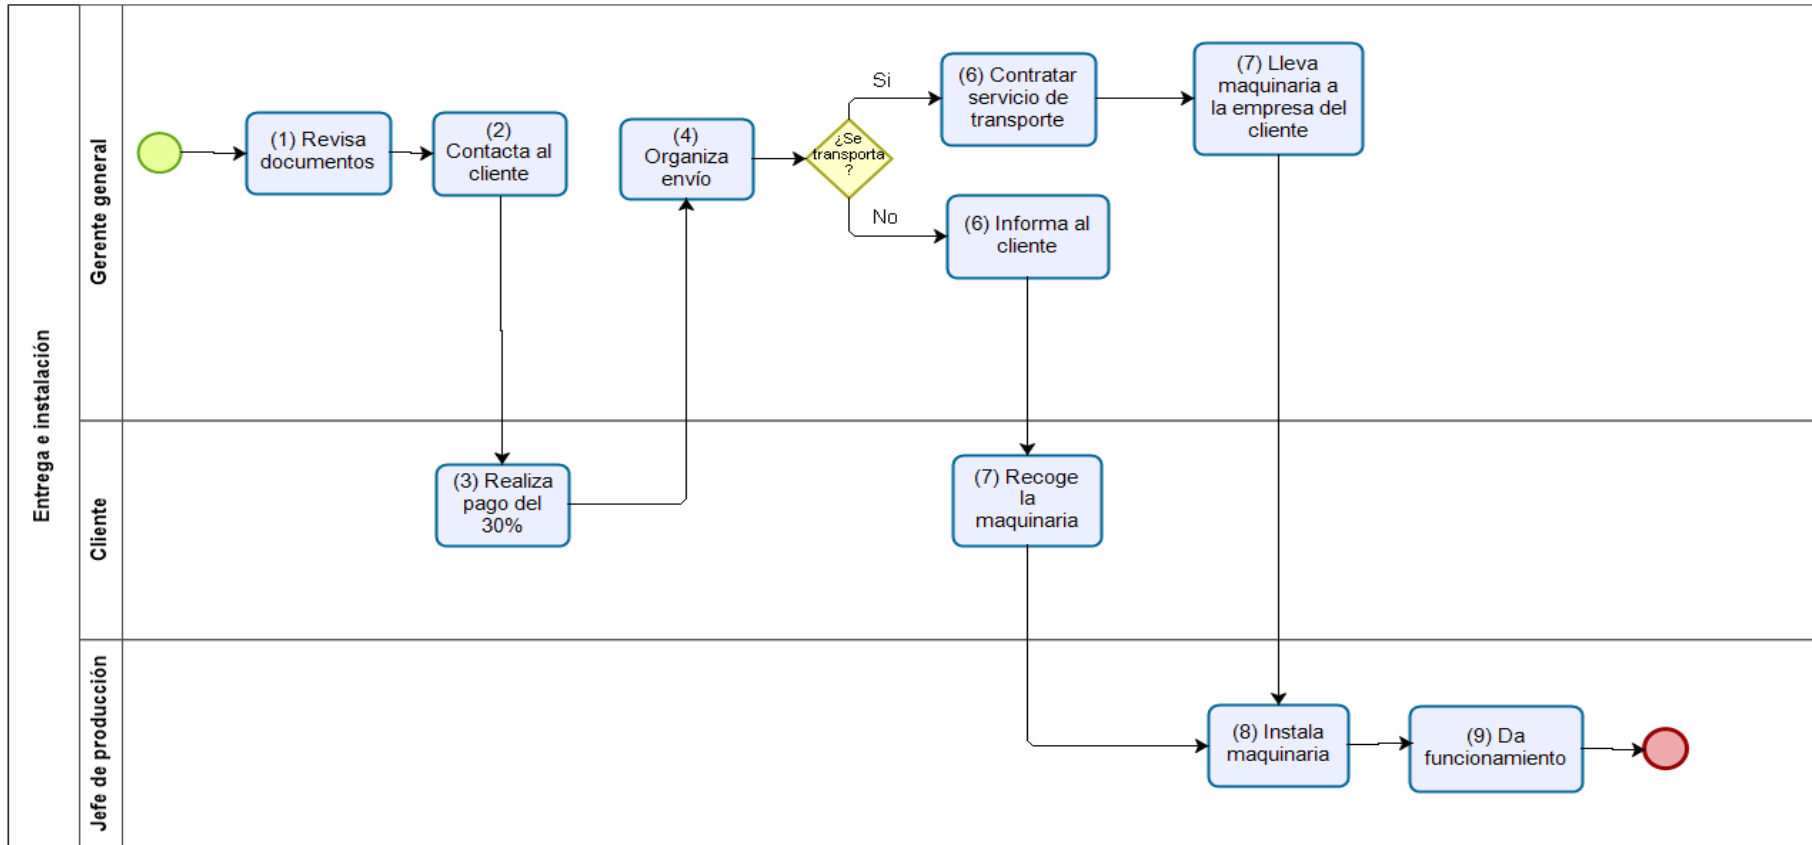 Entrega e instalación
Gerente general
(1) Revisa
documentos
(2)
Contacta al
cliente
(4)
Organiza
envío
¿Se
transporta
?
Si
No
(6) Contratar
servicio de
transporte
(7) Lleva
maquinaria a
la empresa del
cliente
(6) Informa al
cliente
Cliente
(3) Realiza
pago del
30%
(7) Recoge
la
maquinaria
Jefe de producción
(8) Instala
maquinaria
(9) Da
funcionamiento